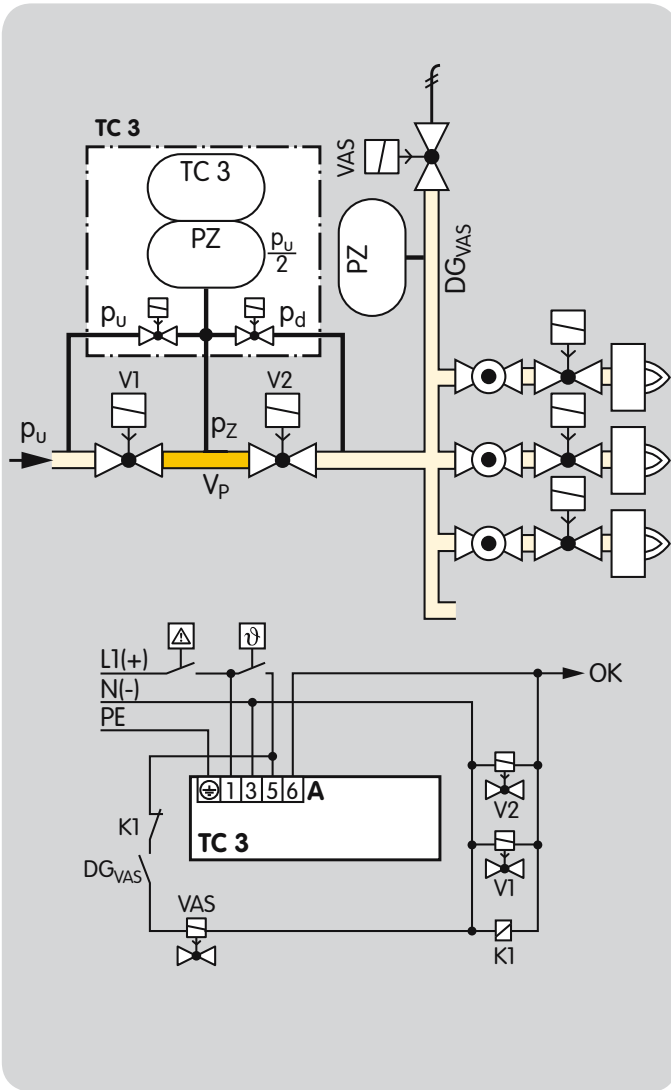 TC 3
TC 3
PZ
pu/2
pu
pd
V1
V2
pZ
pu
VP
VAS
PZ
DGVAS
L1(+)
N(-)
PE
ϑ
OK
1 3 5 6 A
TC 3
K1
DGVAS
VAS
V2
V1
K1